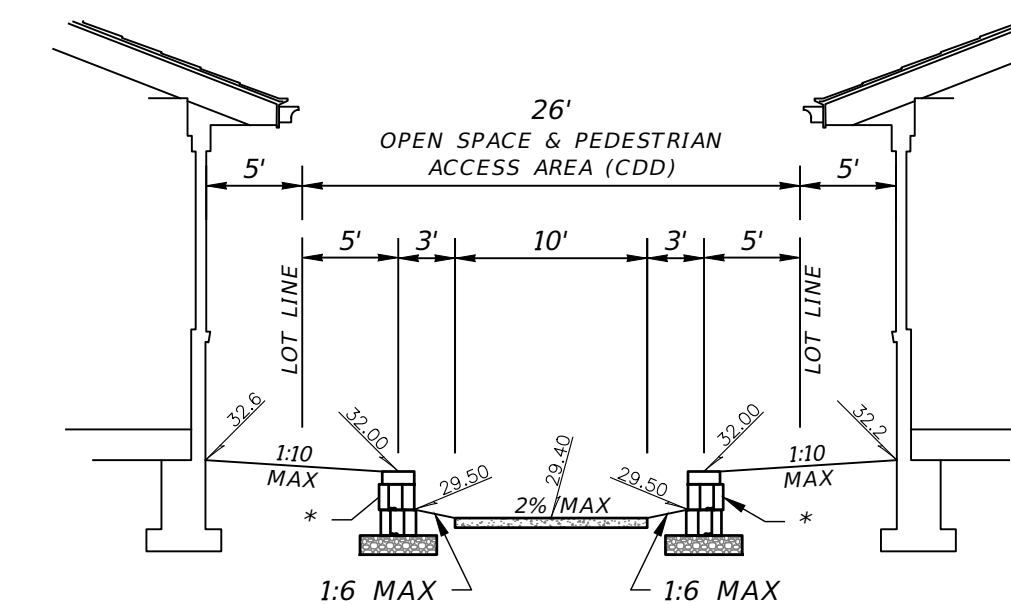 26'
OPEN SPACE & PEDESTRIAN
ACCESS AREA (CDD)
5'
5'
5'
3'
10'
3'
5'
LOT LINE
LOT LINE
32.6
32.00
29.50
29.40
29.50
32.00
32.2
1:10
MAX
2% MAX
1:10
MAX
*
*
1:6 MAX
1:6 MAX